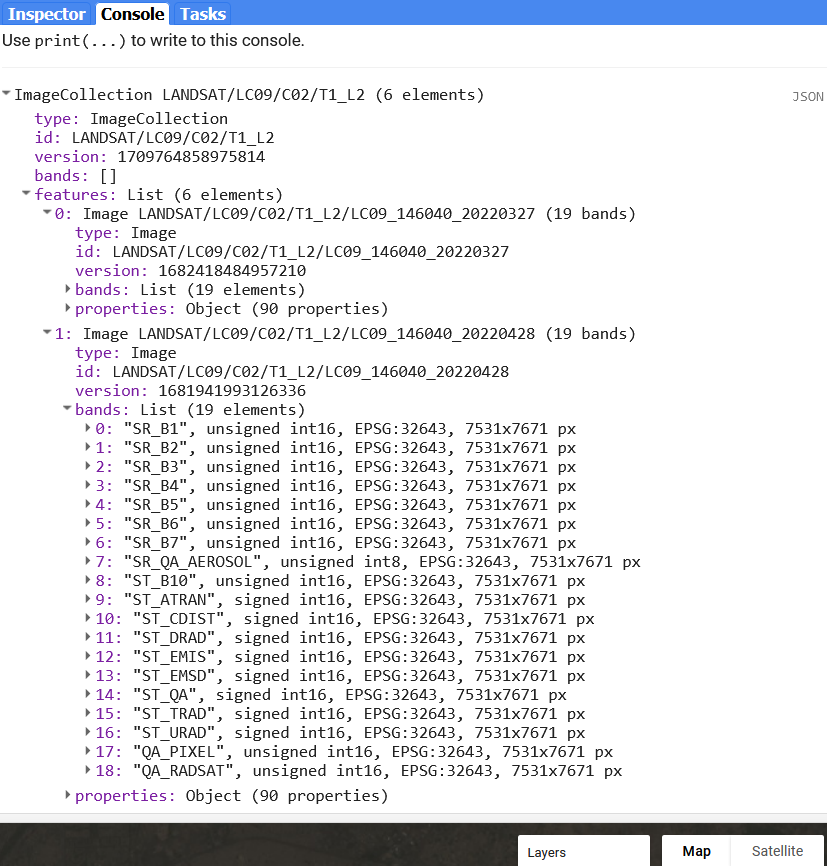 Inspector Console Tasks
Use print(...) to write to this console.
ImageCollection LANDSAT/LC09/C02/T1_L2 (6 elements) JSON
type: ImageCollection
id: LANDSAT/LC09/C02/T1_L2
version: 1709764858975814
bands: []
features: List (6 elements)
0: Image LANDSAT/LC09/C02/T1_L2/LC09_146040_20220327 (19 bands)
type: Image
id: LANDSAT/LC09/C02/T1_L2/LC09_146040_20220327
version: 1682418484957210
bands: List (19 elements)
properties: Object (90 properties)
1: Image LANDSAT/LC09/C02/T1_L2/LC09_146040_20220428 (19 bands)
type: Image
id: LANDSAT/LC09/C02/T1_L2/LC09_146040_20220428
version: 1681941993126336
bands: List (19 elements)
0: "SR_B1", unsigned int16, EPSG:32643, 7531x7671 px
1: "SR_B2", unsigned int16, EPSG:32643, 7531x7671 px
2: "SR_B3", unsigned int16, EPSG:32643, 7531x7671 px
3: "SR_B4", unsigned int16, EPSG:32643, 7531x7671 px
4: "SR_B5", unsigned int16, EPSG:32643, 7531x7671 px
5: "SR_B6", unsigned int16, EPSG:32643, 7531x7671 px
6: "SR_B7", unsigned int16, EPSG:32643, 7531x7671 px
7: "SR_QA_AEROSOL", unsigned int8, EPSG:32643, 7531x7671 px
8: "ST_B10", unsigned int16, EPSG:32643, 7531x7671 px
9: "ST_ATRAN", signed int16, EPSG:32643, 7531x7671 px
10: "ST_CDIST", signed int16, EPSG:32643, 7531x7671 px
11: "ST_DRAD", signed int16, EPSG:32643, 7531x7671 px
12: "ST_EMIS", signed int16, EPSG:32643, 7531x7671 px
13: "ST_EMSD", signed int16, EPSG:32643, 7531x7671 px
14: "ST_QA", signed int16, EPSG:32643, 7531x7671 px
15: "ST_TRAD", signed int16, EPSG:32643, 7531x7671 px
16: "ST_URAD", signed int16, EPSG:32643, 7531x7671 px
17: "QA_PIXEL", unsigned int16, EPSG:32643, 7531x7671 px
18: "QA_RADSAT", unsigned int16, EPSG:32643, 7531x7671 px
properties: Object (90 properties)
Layers Map Satellite